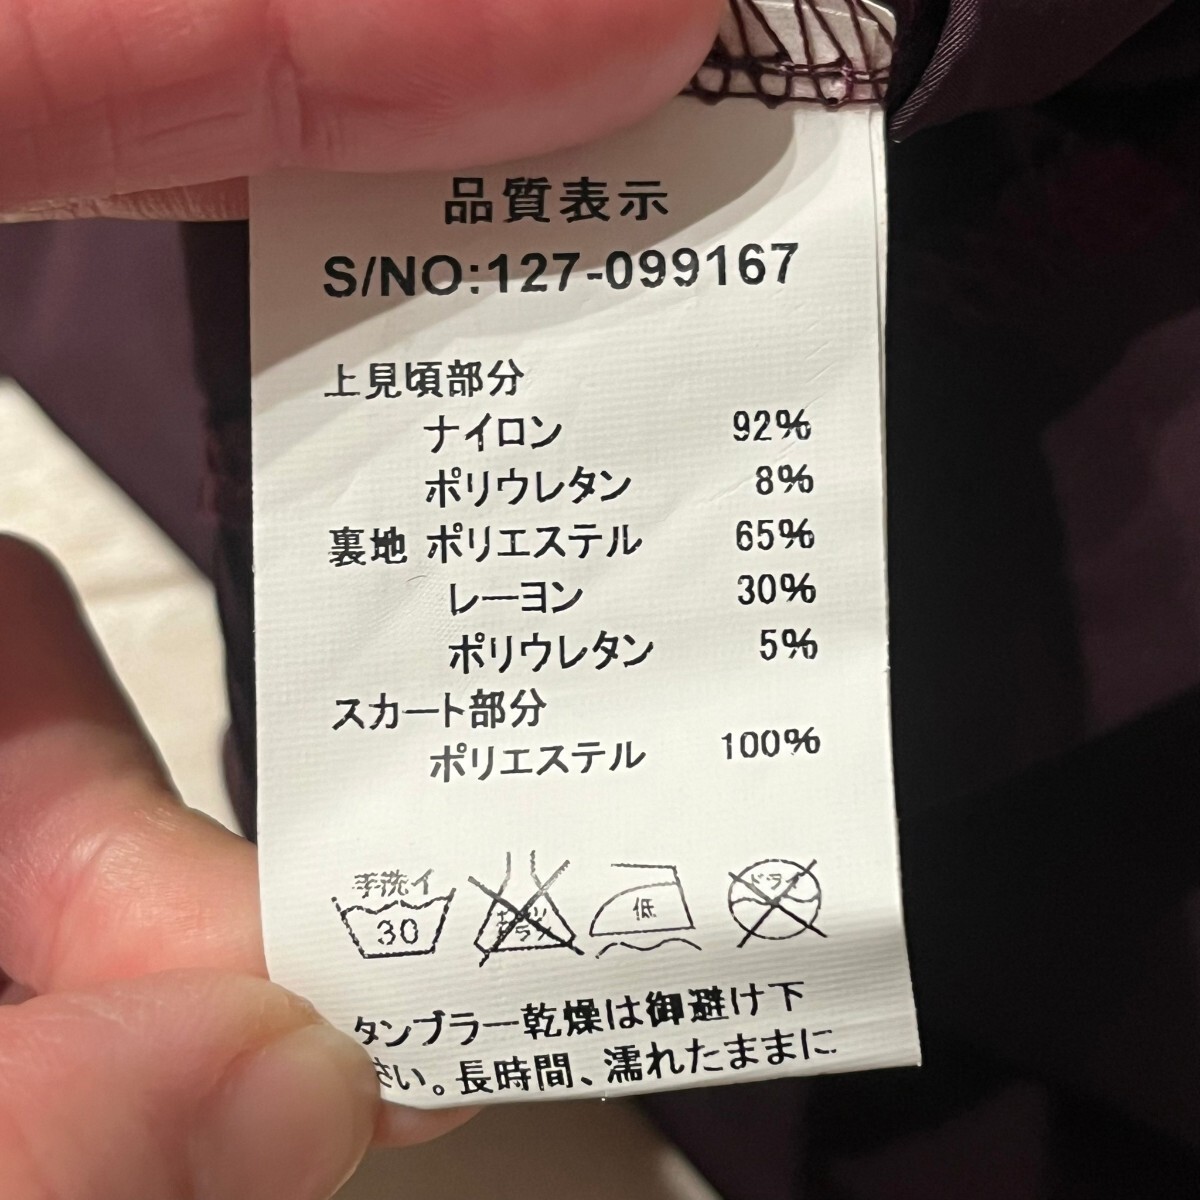 品質表示
S/NO:127-099167
上見頃部分
ナイロン 92%
ポリウレタン 8%
裏地 ポリエステル 65%
レーヨン 30%
ポリウレタン 5%
スカート部分
ポリエステル 100%
手洗イ 30 低 ドライ
タンブラー乾燥は御避け下
さい。長時間、濡れたままに